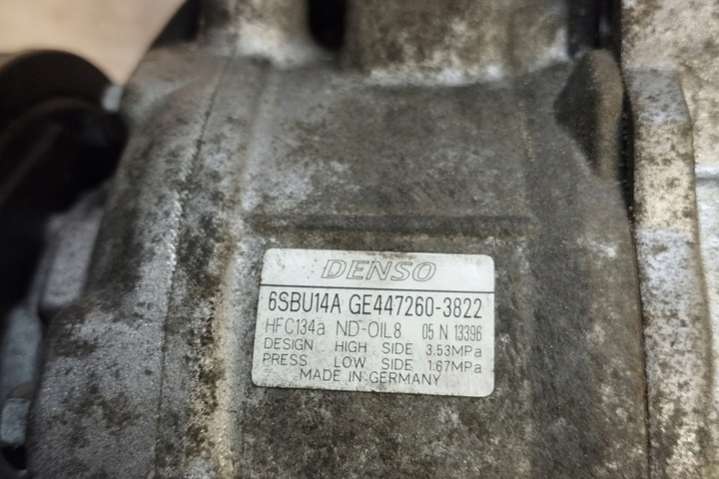 DENSO
6SBU14A GE447260-3822
HFC134a ND-OIL8 05 N 13396
DESIGN HIGH SIDE 3.53MPa
PRESS LOW SIDE 1.67MPa
MADE IN GERMANY